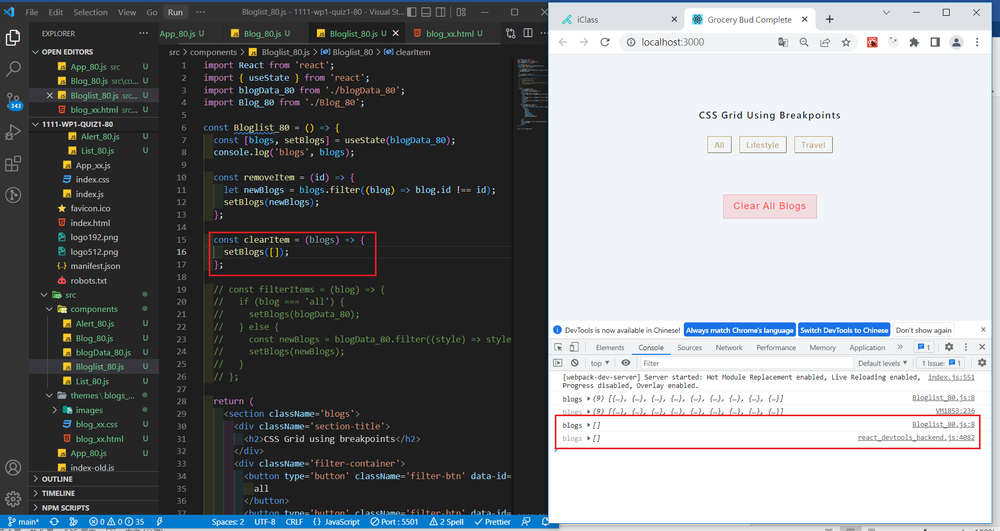 File Edit Selection View Go Run ··· Bloglist_80.js - 1111-wp1-quiz1-80 - Visual St...
EXPLORER ···
OPEN EDITORS
App_80.js src U
Blog_80.js src\co... U
Bloglist_80.js src... U
blog_xx.html src... U
1111-WP1-QUIZ1-80
Alert_80.js U
List_80.js U
App_xx.js
index.css
index.js
favicon.ico
index.html
logo192.png
logo512.png
manifest.json
robots.txt
src
components
Alert_80.js U
Blog_80.js U
blogData_80.js U
Bloglist_80.js U
List_80.js U
themes\blogs_...
images
blog_xx.css U
blog_xx.html U
App_80.js U
index-old.js
OUTLINE
TIMELINE
NPM SCRIPTS
343
App_80.js U Blog_80.js U Bloglist_80.js U blog_xx.html U
src > components > Bloglist_80.js > Bloglist_80 > clearItem
1 import React from 'react';
2 import { useState } from 'react';
3 import blogData_80 from './blogData_80';
4 import Blog_80 from './Blog_80';
5
6 const Bloglist_80 = () => {
7 const [blogs, setBlogs] = useState(blogData_80);
8 console.log('blogs', blogs);
9
10 const removeItem = (id) => {
11 let newBlogs = blogs.filter((blog) => blog.id !== id);
12 setBlogs(newBlogs);
13 };
14
15 const clearItem = (blogs) => {
16 setBlogs([]);
17 };
18
19 // const filterItems = (blog) => {
20 // if (blog === 'all') {
21 // setBlogs(blogData_80);
22 // } else {
23 // const newBlogs = blogData_80.filter((style) => style
24 // setBlogs(newBlogs);
25 // }
26 // };
27
28 return (
29 <section className='blogs'>
30 <div className='section-title'>
31 <h2>CSS Grid using breakpoints</h2>
32 </div>
33 <div className='filter-container'>
34 <button type='button' className='filter-btn' data-id=
35 all
36 </button>
37 <button type='button' className='filter-btn' data-id=
main* 0 0 35 Spaces: 2 UTF-8 CRLF {} JavaScript Port : 5501 2 Spell Prettier
iClass Grocery Bud Complete
localhost:3000
CSS Grid Using Breakpoints
All Lifestyle Travel
Clear All Blogs
DevTools is now available in Chinese! Always match Chrome's language Switch DevTools to Chinese Don't show again
Elements Console Sources Network Performance Memory Application » 1
top Filter Default levels 1 Issue: 1
[webpack-dev-server] Server started: Hot Module Replacement enabled, Live Reloading enabled, index.js:551
Progress disabled, Overlay enabled.
blogs (9) [{…}, {…}, {…}, {…}, {…}, {…}, {…}, {…}, {…}] Bloglist_80.js:8
blogs (9) [{…}, {…}, {…}, {…}, {…}, {…}, {…}, {…}, {…}] VM1853:236
blogs [] Bloglist_80.js:8
blogs [] react_devtools_backend.js:4082